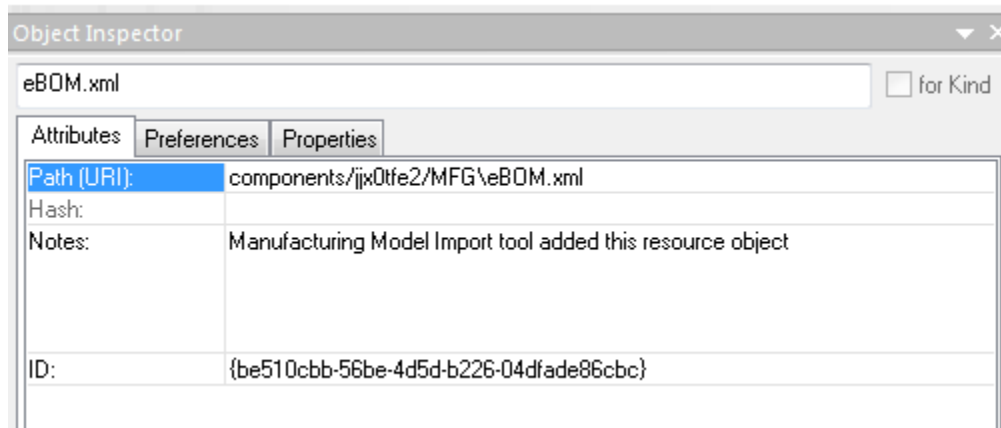 Object Inspector
eBOM.xml
for Kind
Attributes Preferences Properties
Path (URI): components/jjx0tfe2/MFG\eBOM.xml
Hash:
Notes: Manufacturing Model Import tool added this resource object
ID: {be510cbb-56be-4d5d-b226-04dfade86cbc}